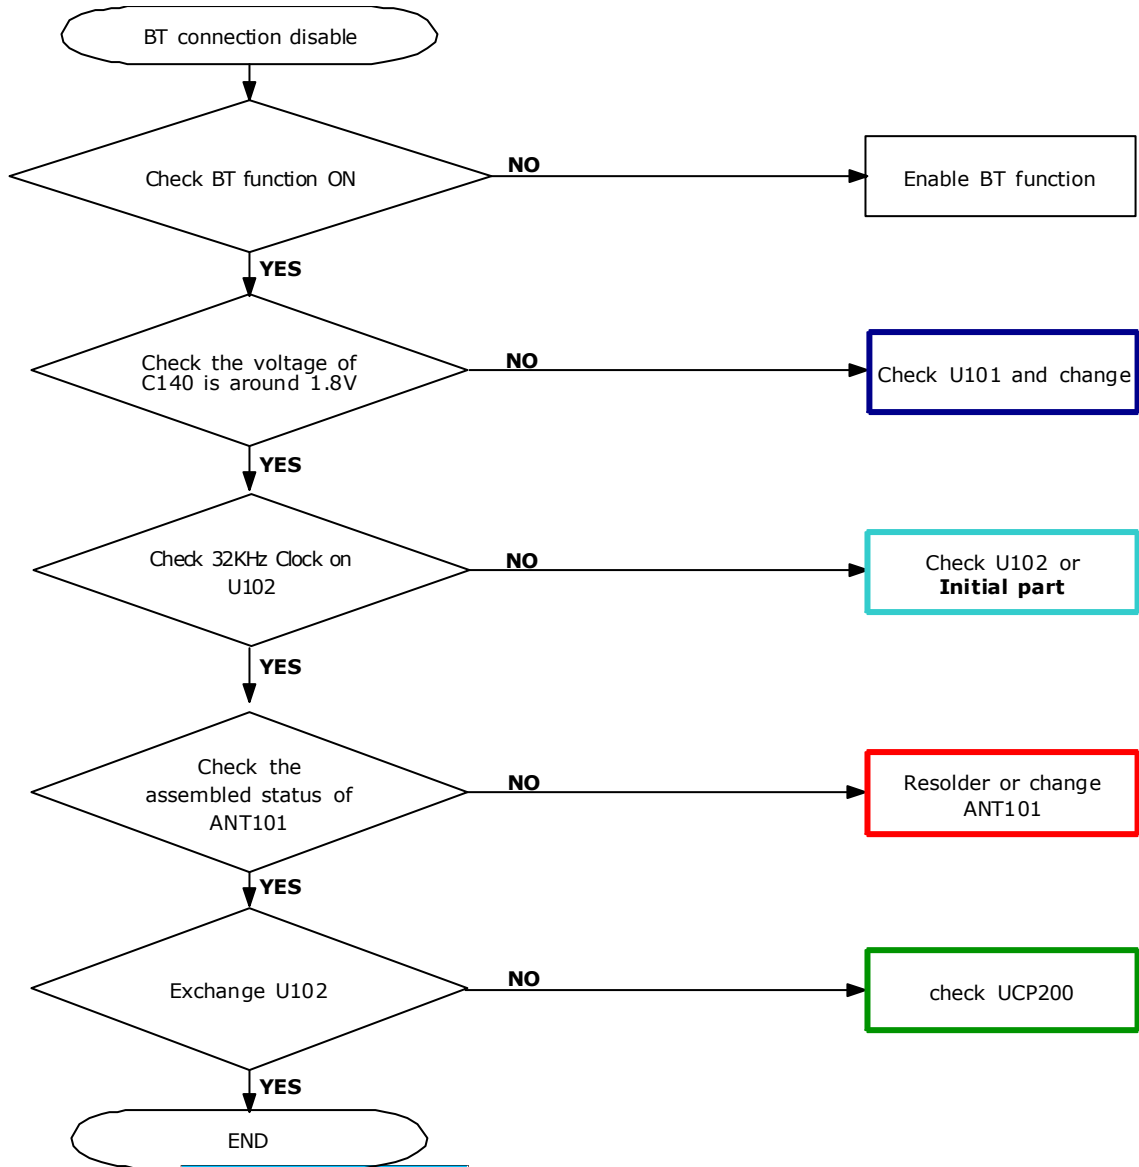 BT connection disable
Check BT function ON
NO
Enable BT function
YES
Check the voltage of
C140 is around 1.8V
NO
Check U101 and change
YES
Check 32KHz Clock on
U102
NO
Check U102 or
Initial part
YES
Check the
assembled status of
ANT101
NO
Resolder or change
ANT101
YES
Exchange U102
NO
check UCP200
YES
END